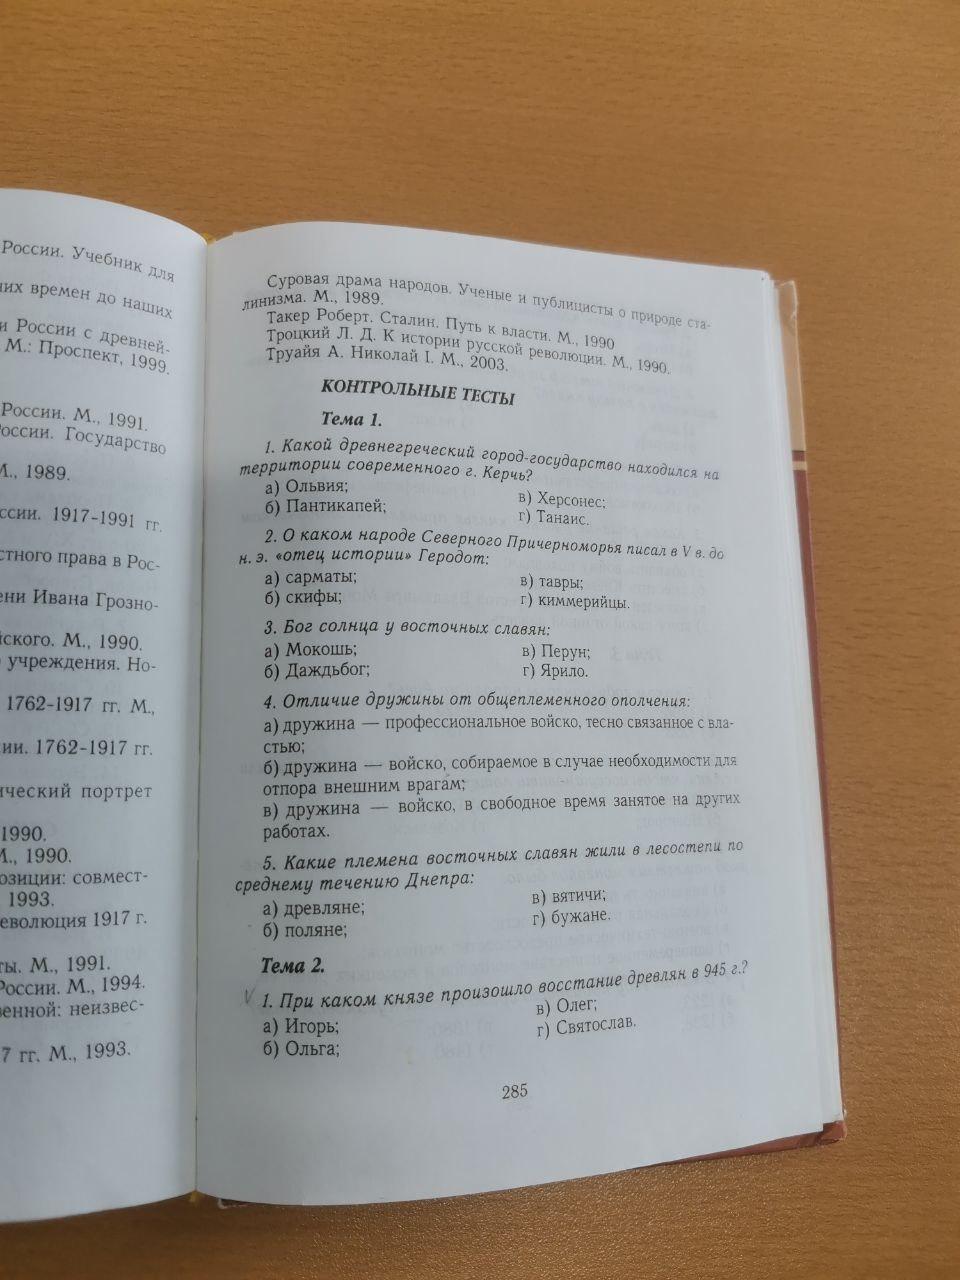 России. Учебник для
них времен до наших
и России с древней-
М.: Проспект, 1999.
России. М., 1991.
России. Государство
М., 1989.
ссии. 1917-1991 гг.
стного права в Рос-
ени Ивана Грозно-
йского. М., 1990.
учреждения. Но-
1762-1917 гг. М.,
сии. 1762-1917 гг.
ический портрет
1990.
М., 1990.
озиции: совмест-
1993.
еволюция 1917 г.
ты. М., 1991.
России. М., 1994.
венной: неизвес-
7 гг. М., 1993.
Суровая драма народов. Ученые и публицисты о природе ста-
линизма. М., 1989.
Такер Роберт. Сталин. Путь к власти. М., 1990
Троцкий Л. Д. К истории русской революции. М., 1990.
Труайя А. Николай I. М., 2003.
КОНТРОЛЬНЫЕ ТЕСТЫ
Тема 1.
1. Какой древнегреческий город-государство находился на
территории современного г. Керчь?
а) Ольвия; в) Херсонес;
б) Пантикапей; г) Танаис.
2. О каком народе Северного Причерноморья писал в V в. до
н. э. «отец истории» Геродот:
а) сарматы; в) тавры;
б) скифы; г) киммерийцы.
3. Бог солнца у восточных славян:
а) Мокошь; в) Перун;
б) Даждьбог; г) Ярило.
4. Отличие дружины от общеплеменного ополчения:
а) дружина — профессиональное войско, тесно связанное с вла-
стью;
б) дружина — войско, собираемое в случае необходимости для
отпора внешним врагам;
в) дружина — войско, в свободное время занятое на других
работах.
5. Какие племена восточных славян жили в лесостепи по
среднему течению Днепра:
а) древляне; в) вятичи;
б) поляне; г) бужане.
Тема 2.
1. При каком князе произошло восстание древлян в 945 г.?
а) Игорь; в) Олег;
б) Ольга; г) Святослав.
285